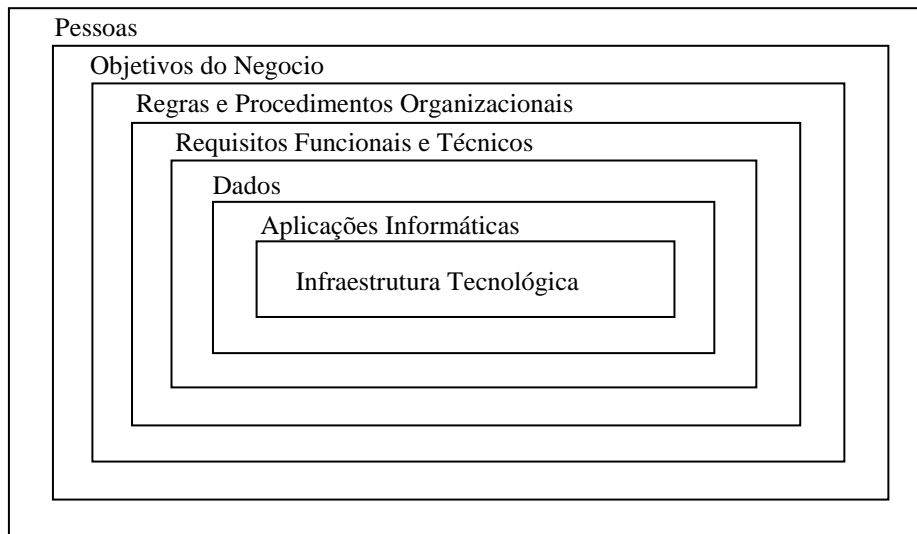 Pessoas
Objetivos do Negocio
Regras e Procedimentos Organizacionais
Requisitos Funcionais e Técnicos
Dados
Aplicações Informáticas
Infraestrutura Tecnológica